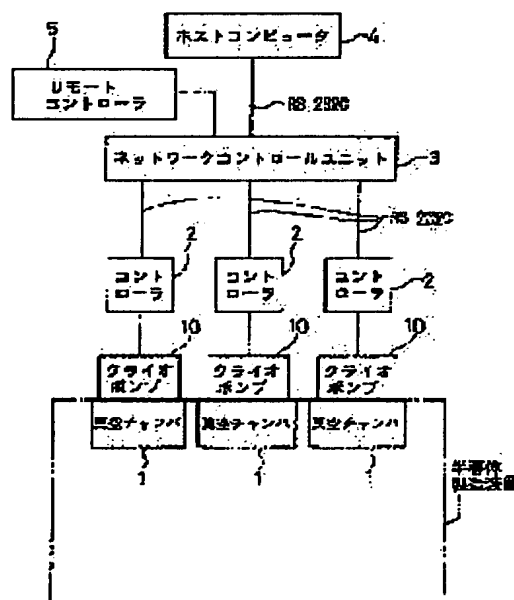 5
ホストコンピュータ
4
リモート
コントローラ
RS 232C
ネットワークコントロールユニット
3
RS 232C
2
2
コント
ローラ
コント
ローラ
コント
ローラ
2
10
10
10
クライオ
ポンプ
クライオ
ポンプ
クライオ
ポンプ
真空チャンバ
真空チャンバ
真空チャンバ
1
1
1
半導体
製造装置